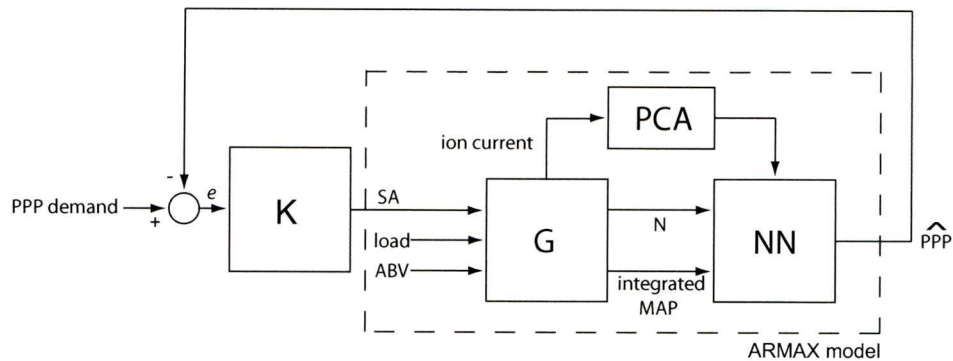 PCA
ion current
-
PPP demand
+
e
K
SA
load
ABV
G
N
integrated
MAP
NN
^
PPP
ARMAX model